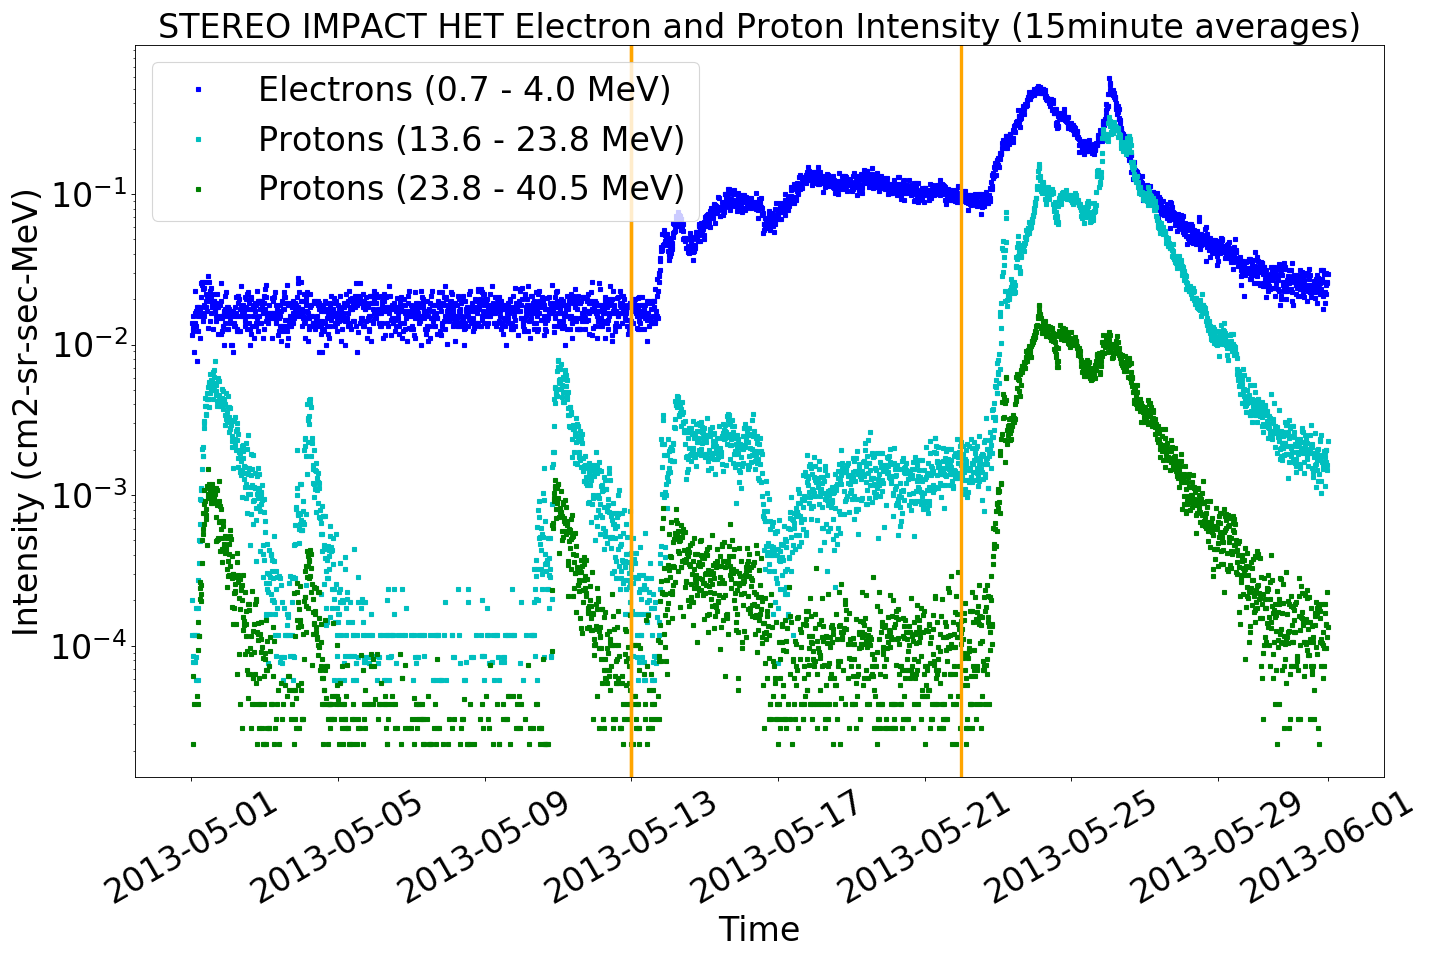 STEREO IMPACT HET Electron and Proton Intensity (15minute averages)
Electrons (0.7 - 4.0 MeV)
Protons (13.6 - 23.8 MeV)
Protons (23.8 - 40.5 MeV)
Intensity (cm2-sr-sec-MeV)
10⁻¹
10⁻²
10⁻³
10⁻⁴
2013-05-01
2013-05-05
2013-05-09
2013-05-13
2013-05-17
2013-05-21
2013-05-25
2013-05-29
2013-06-01
Time